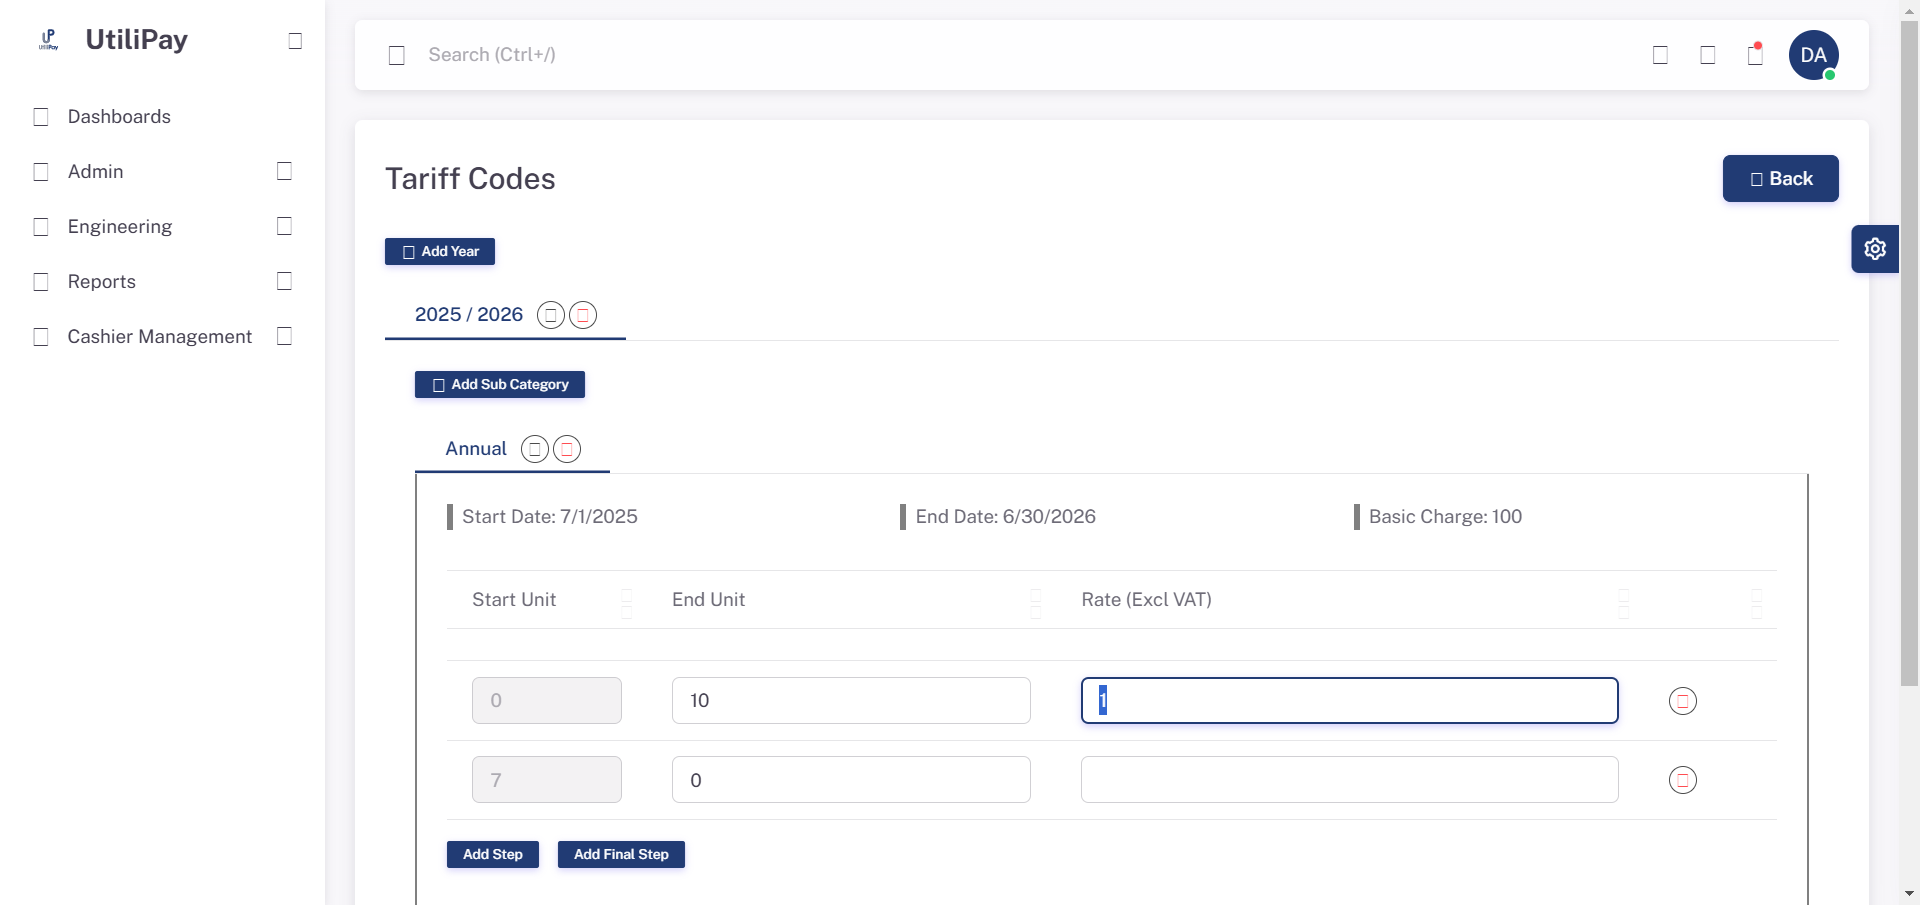 UtiliPay
Search (Ctrl+/)
DA
Dashboards
Admin
Engineering
Reports
Cashier Management
Tariff Codes
Back
Add Year
2025 / 2026
Add Sub Category
Annual
Start Date: 7/1/2025
End Date: 6/30/2026
Basic Charge: 100
Start Unit
End Unit
Rate (Excl VAT)
0
10
1
7
0
Add Step
Add Final Step